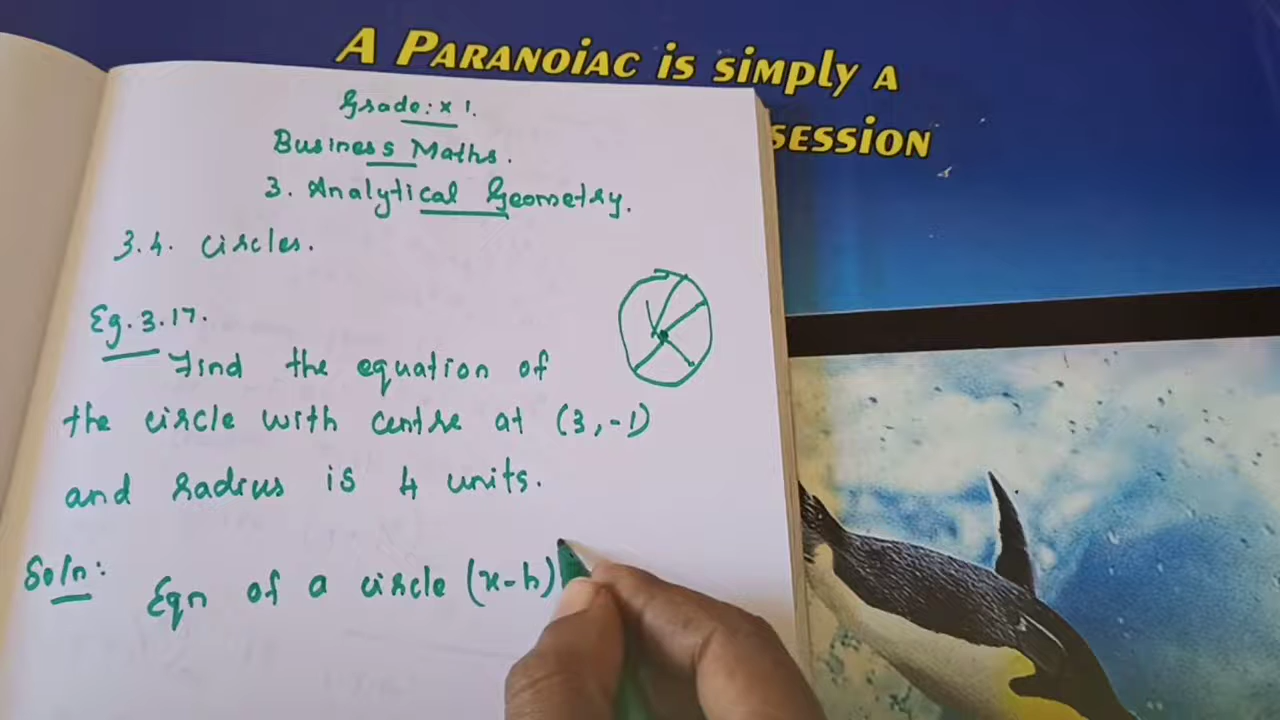 A PARANOiAC is simply A
SESSION
Grade: XI.
Business Maths.
3. Analytical Geometry.
3.4. circles.
Eg. 3.17.
Find the equation of
the circle with centre at (3,-1)
and radius is 4 units.
Soln:
Eqn of a circle (x-h)